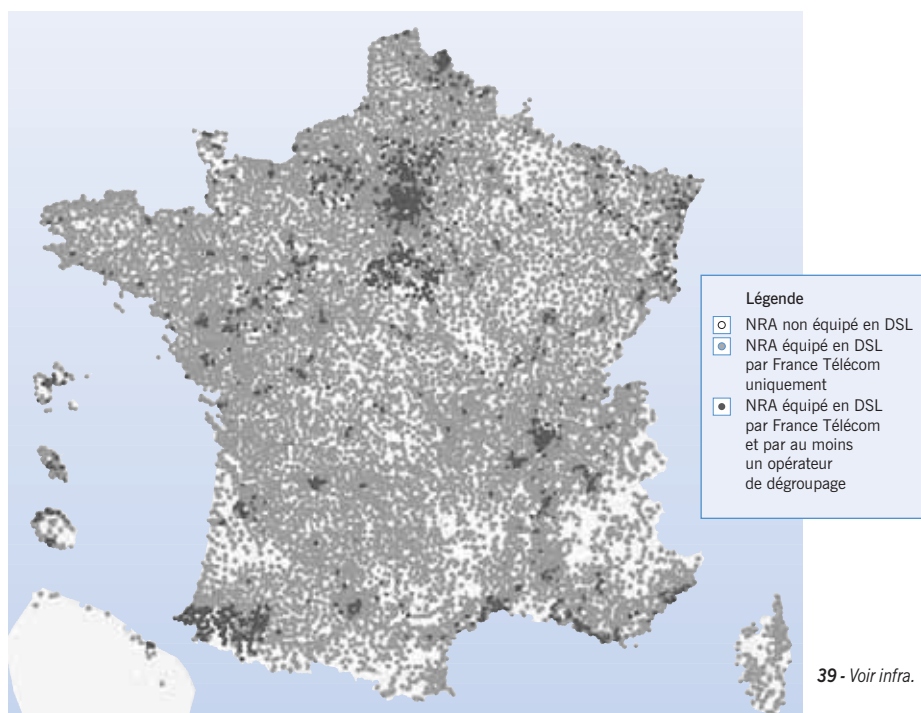 Légende
NRA non équipé en DSL
NRA équipé en DSL
par France Télécom
uniquement
NRA équipé en DSL
par France Télécom
et par au moins
un opérateur
de dégroupage
39 - Voir infra.